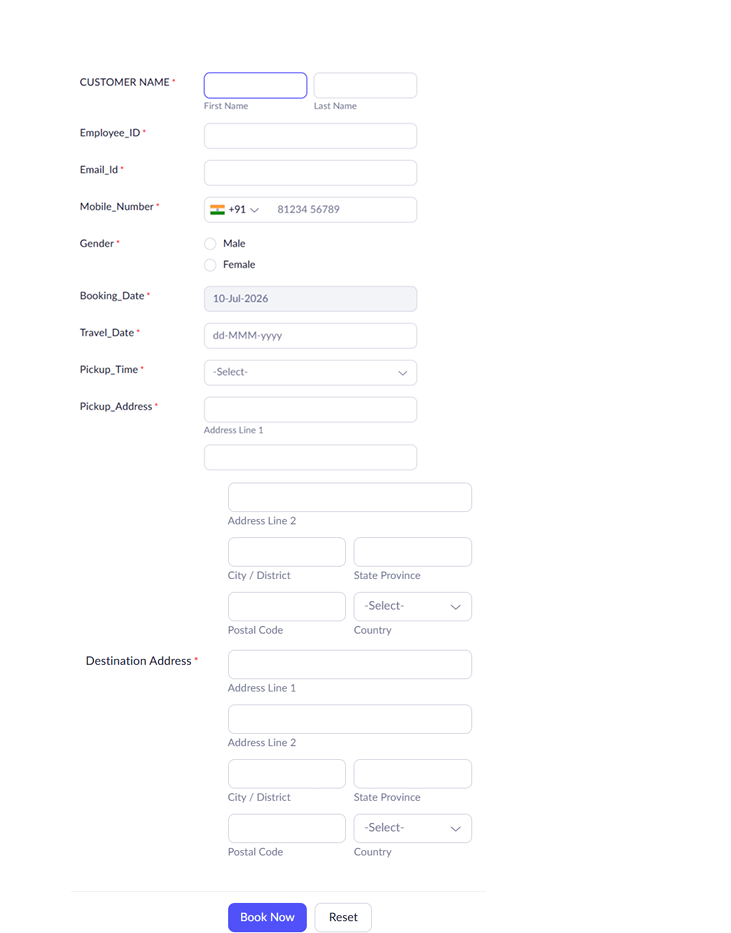 CUSTOMER NAME *
First Name Last Name
Employee_ID *
Email_Id *
Mobile_Number * +91 81234 56789
Gender * Male
Female
Booking_Date * 10-Jul-2026
Travel_Date * dd-MMM-yyyy
Pickup_Time * -Select-
Pickup_Address *
Address Line 1
Address Line 2
City / District State Province
-Select-
Postal Code Country
Destination Address *
Address Line 1
Address Line 2
City / District State Province
-Select-
Postal Code Country
Book Now Reset